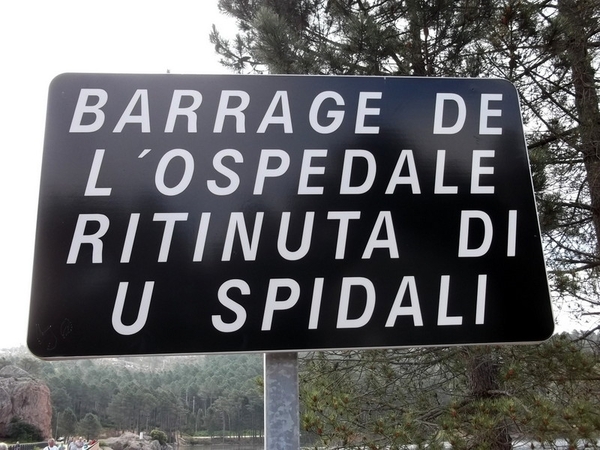 BARRAGE DE
L´OSPEDALE
RITINUTA DI
U SPIDALI